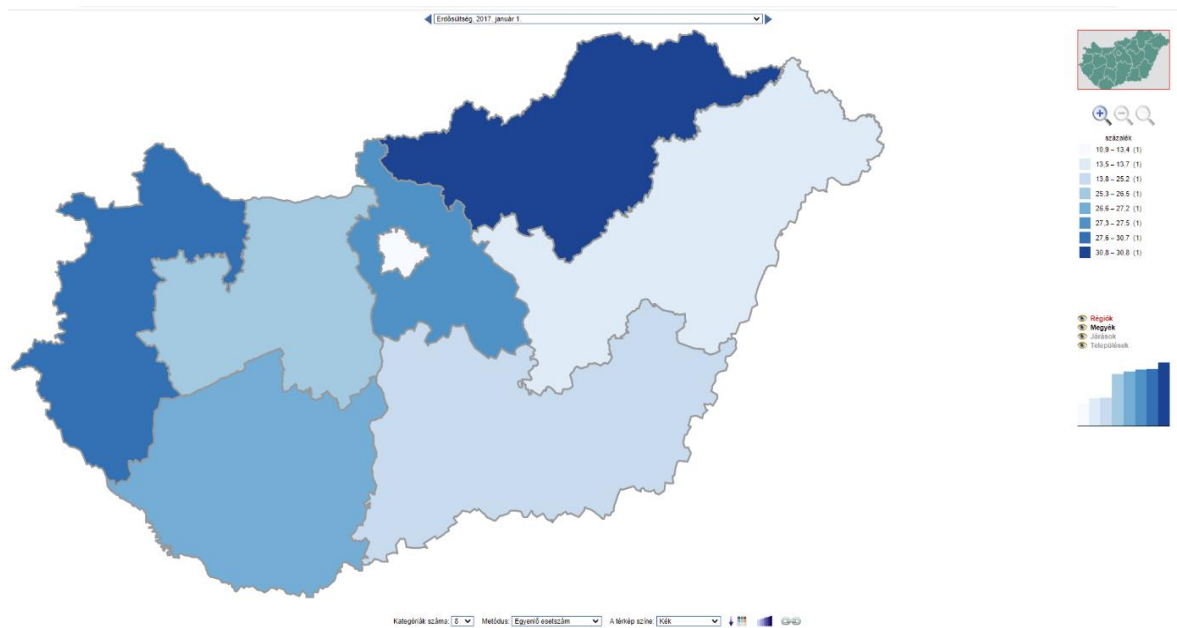 Erdősültség, 2017. január 1.
százalék
10,9 – 13,4 (1)
13,5 – 13,7 (1)
13,8 – 25,2 (1)
25,3 – 26,5 (1)
26,6 – 27,2 (1)
27,3 – 27,5 (1)
27,6 – 30,7 (1)
30,8 – 30,8 (1)
Régiók
Megyék
Járások
Települések
Kategóriák száma: 8 Metódus: Egyenlő esetszám A térkép színe: Kék